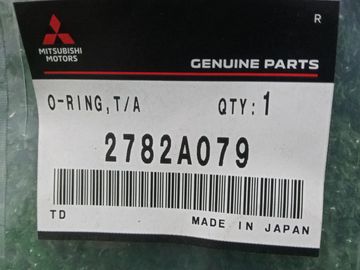 R
MITSUBISHI
MOTORS
GENUINE PARTS
O-RING,T/A QTY:1
2782A079
TD MADE IN JAPAN